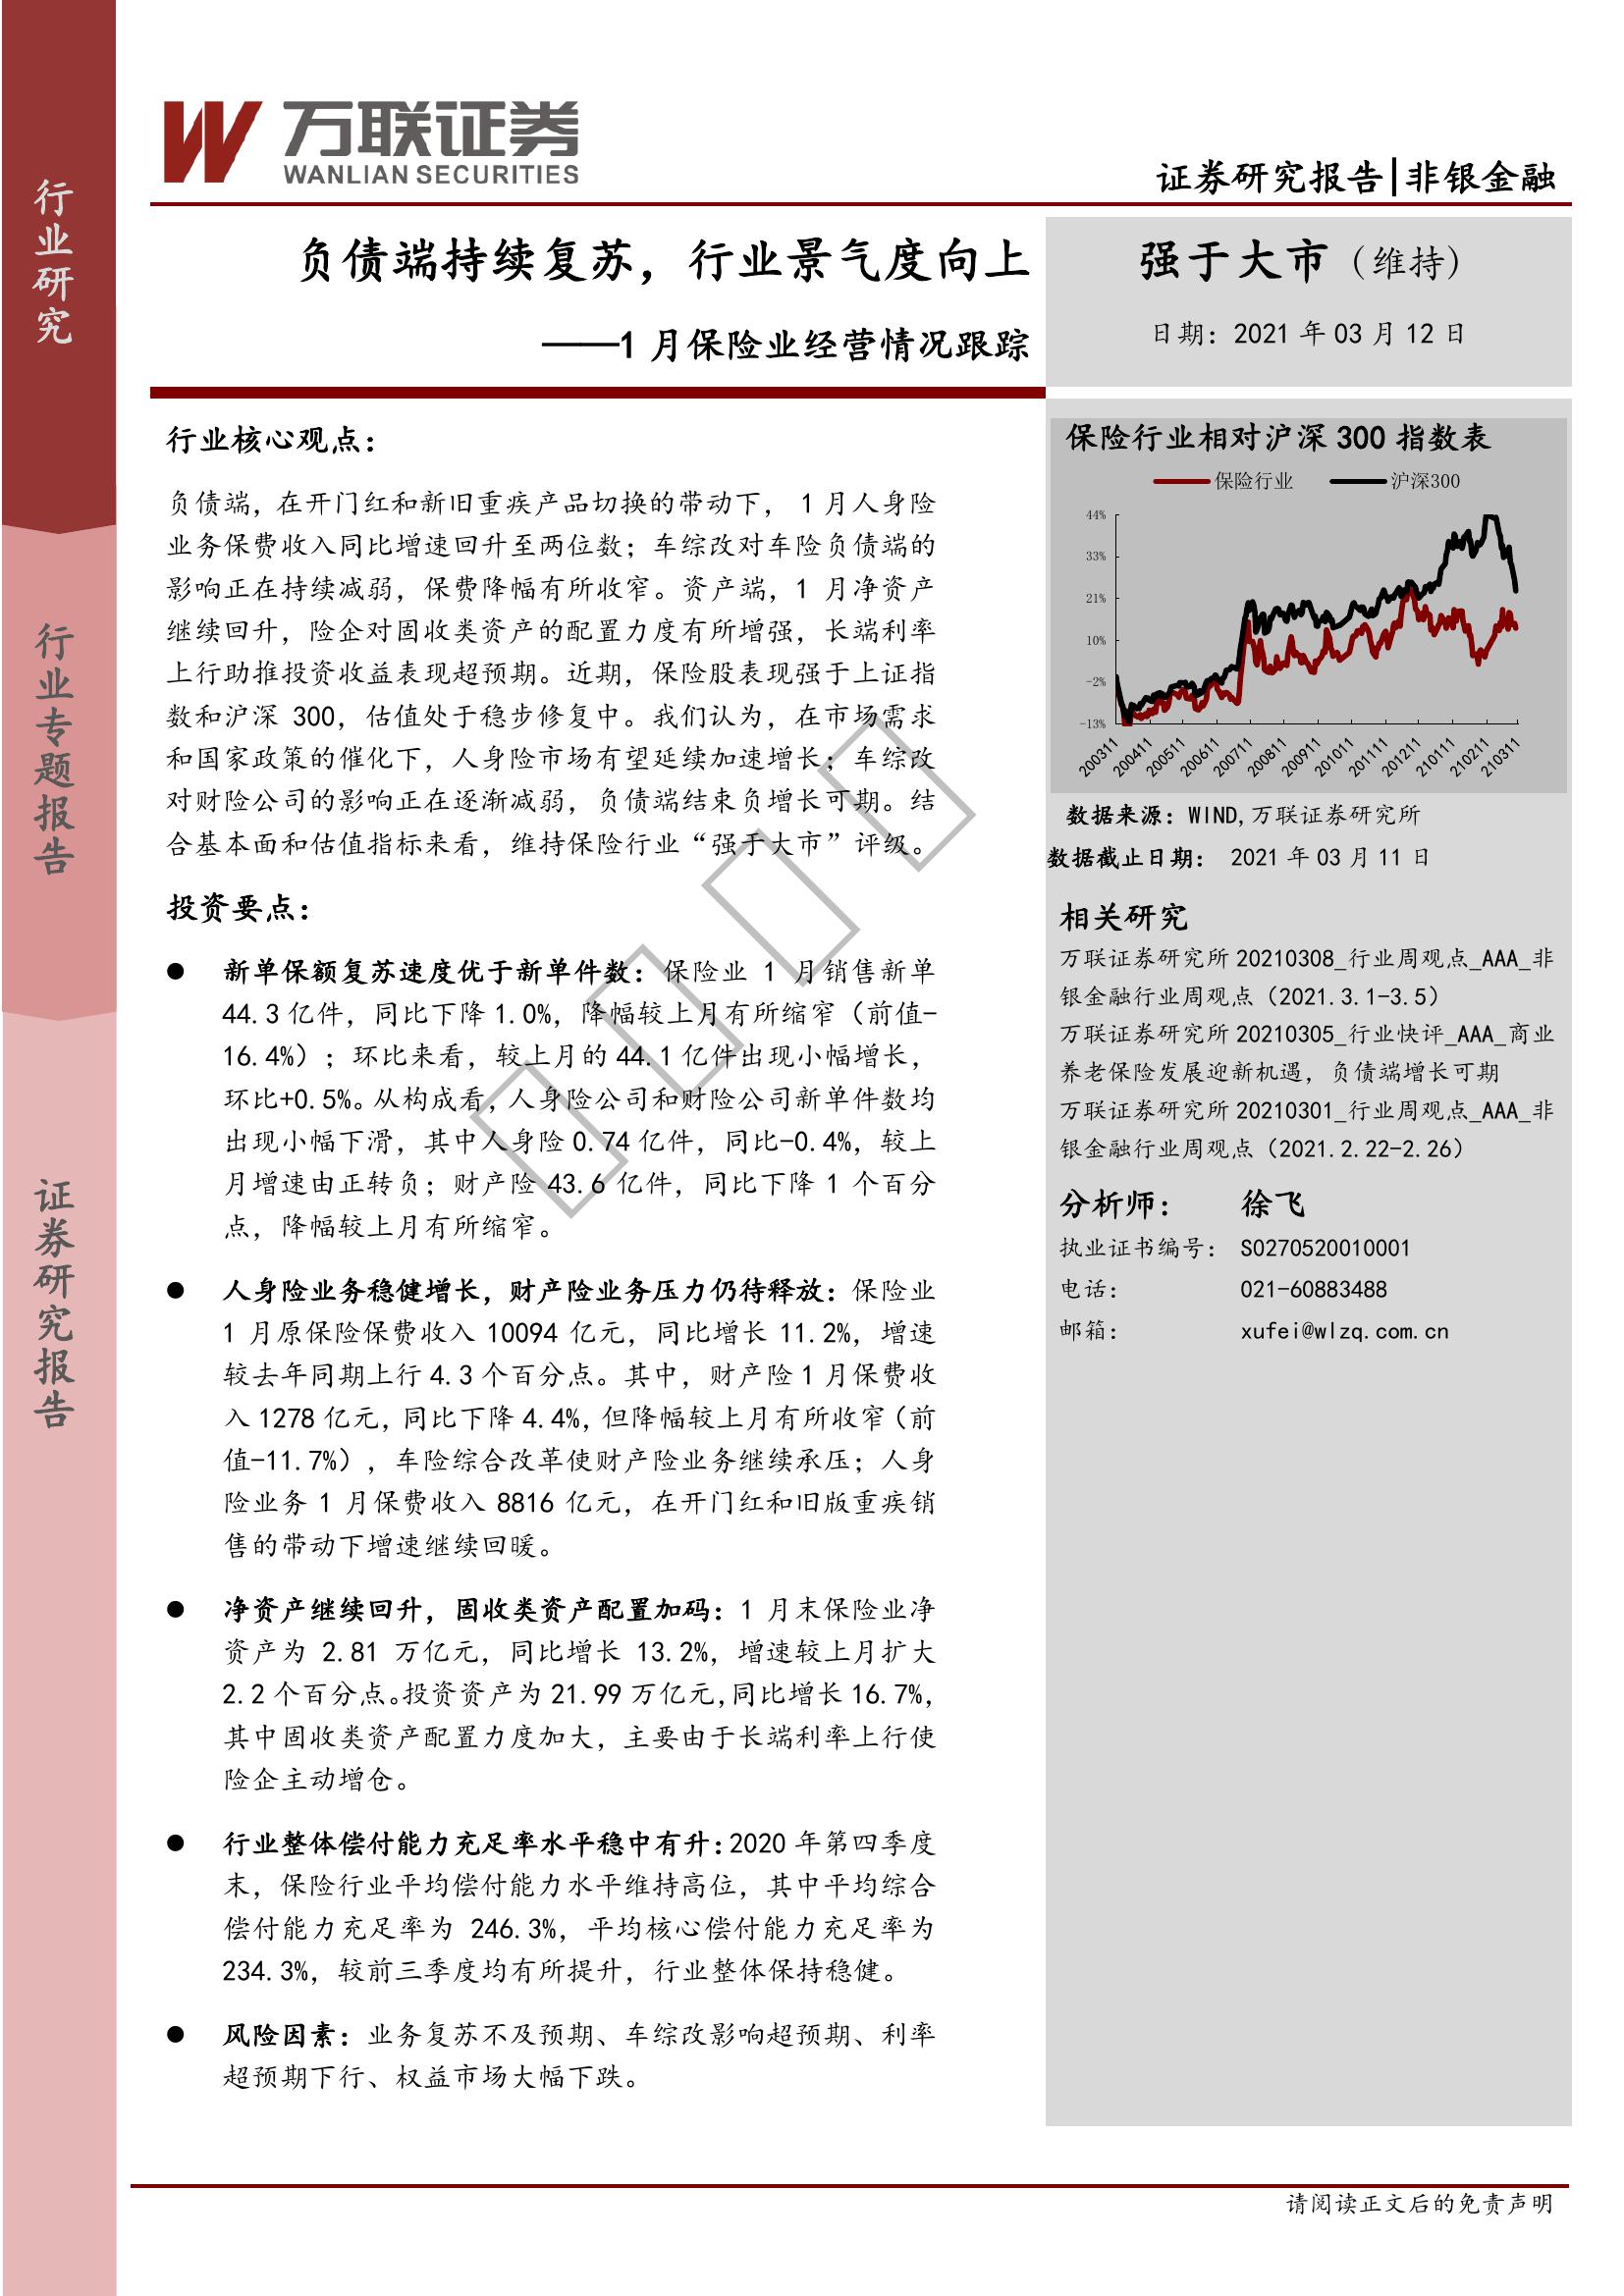 行业研究
行业专题报告
证券研究报告
万联证券
WANLIAN SECURITIES
证券研究报告|非银金融
负债端持续复苏，行业景气度向上
——1 月保险业经营情况跟踪
强于大市（维持）
日期：2021 年 03 月 12 日
行业核心观点：
负债端，在开门红和新旧重疾产品切换的带动下， 1 月人身险
业务保费收入同比增速回升至两位数；车综改对车险负债端的
影响正在持续减弱，保费降幅有所收窄。资产端，1 月净资产
继续回升，险企对固收类资产的配置力度有所增强，长端利率
上行助推投资收益表现超预期。近期，保险股表现强于上证指
数和沪深 300，估值处于稳步修复中。我们认为，在市场需求
和国家政策的催化下，人身险市场有望延续加速增长；车综改
对财险公司的影响正在逐渐减弱，负债端结束负增长可期。结
合基本面和估值指标来看，维持保险行业“强于大市”评级。
投资要点：
● 新单保额复苏速度优于新单件数：保险业 1 月销售新单
44.3 亿件，同比下降 1.0%，降幅较上月有所缩窄（前值-
16.4%）；环比来看，较上月的 44.1 亿件出现小幅增长，
环比+0.5%。从构成看，人身险公司和财险公司新单件数均
出现小幅下滑，其中人身险 0.74 亿件，同比-0.4%，较上
月增速由正转负；财产险 43.6 亿件，同比下降 1 个百分
点，降幅较上月有所缩窄。
● 人身险业务稳健增长，财产险业务压力仍待释放：保险业
1 月原保险保费收入 10094 亿元，同比增长 11.2%，增速
较去年同期上行 4.3 个百分点。其中，财产险 1 月保费收
入 1278 亿元，同比下降 4.4%，但降幅较上月有所收窄（前
值-11.7%），车险综合改革使财产险业务继续承压；人身
险业务 1 月保费收入 8816 亿元，在开门红和旧版重疾销
售的带动下增速继续回暖。
● 净资产继续回升，固收类资产配置加码：1 月末保险业净
资产为 2.81 万亿元，同比增长 13.2%，增速较上月扩大
2.2 个百分点。投资资产为 21.99 万亿元，同比增长 16.7%，
其中固收类资产配置力度加大，主要由于长端利率上行使
险企主动增仓。
● 行业整体偿付能力充足率水平稳中有升：2020 年第四季度
末，保险行业平均偿付能力水平维持高位，其中平均综合
偿付能力充足率为 246.3%，平均核心偿付能力充足率为
234.3%，较前三季度均有所提升，行业整体保持稳健。
● 风险因素：业务复苏不及预期、车综改影响超预期、利率
超预期下行、权益市场大幅下跌。
保险行业相对沪深 300 指数表
保险行业 沪深300
44%
33%
21%
10%
-2%
-13%
200311 200411 200511 200611 200711 200811 200911 201011 201111 201211 210111 210211 210311
数据来源：WIND,万联证券研究所
数据截止日期： 2021 年 03 月 11 日
相关研究
万联证券研究所 20210308_行业周观点_AAA_非
银金融行业周观点（2021.3.1-3.5）
万联证券研究所 20210305_行业快评_AAA_商业
养老保险发展迎新机遇，负债端增长可期
万联证券研究所 20210301_行业周观点_AAA_非
银金融行业周观点（2021.2.22-2.26）
分析师： 徐飞
执业证书编号： S0270520010001
电话： 021-60883488
邮箱： xufei@wlzq.com.cn
请阅读正文后的免责声明